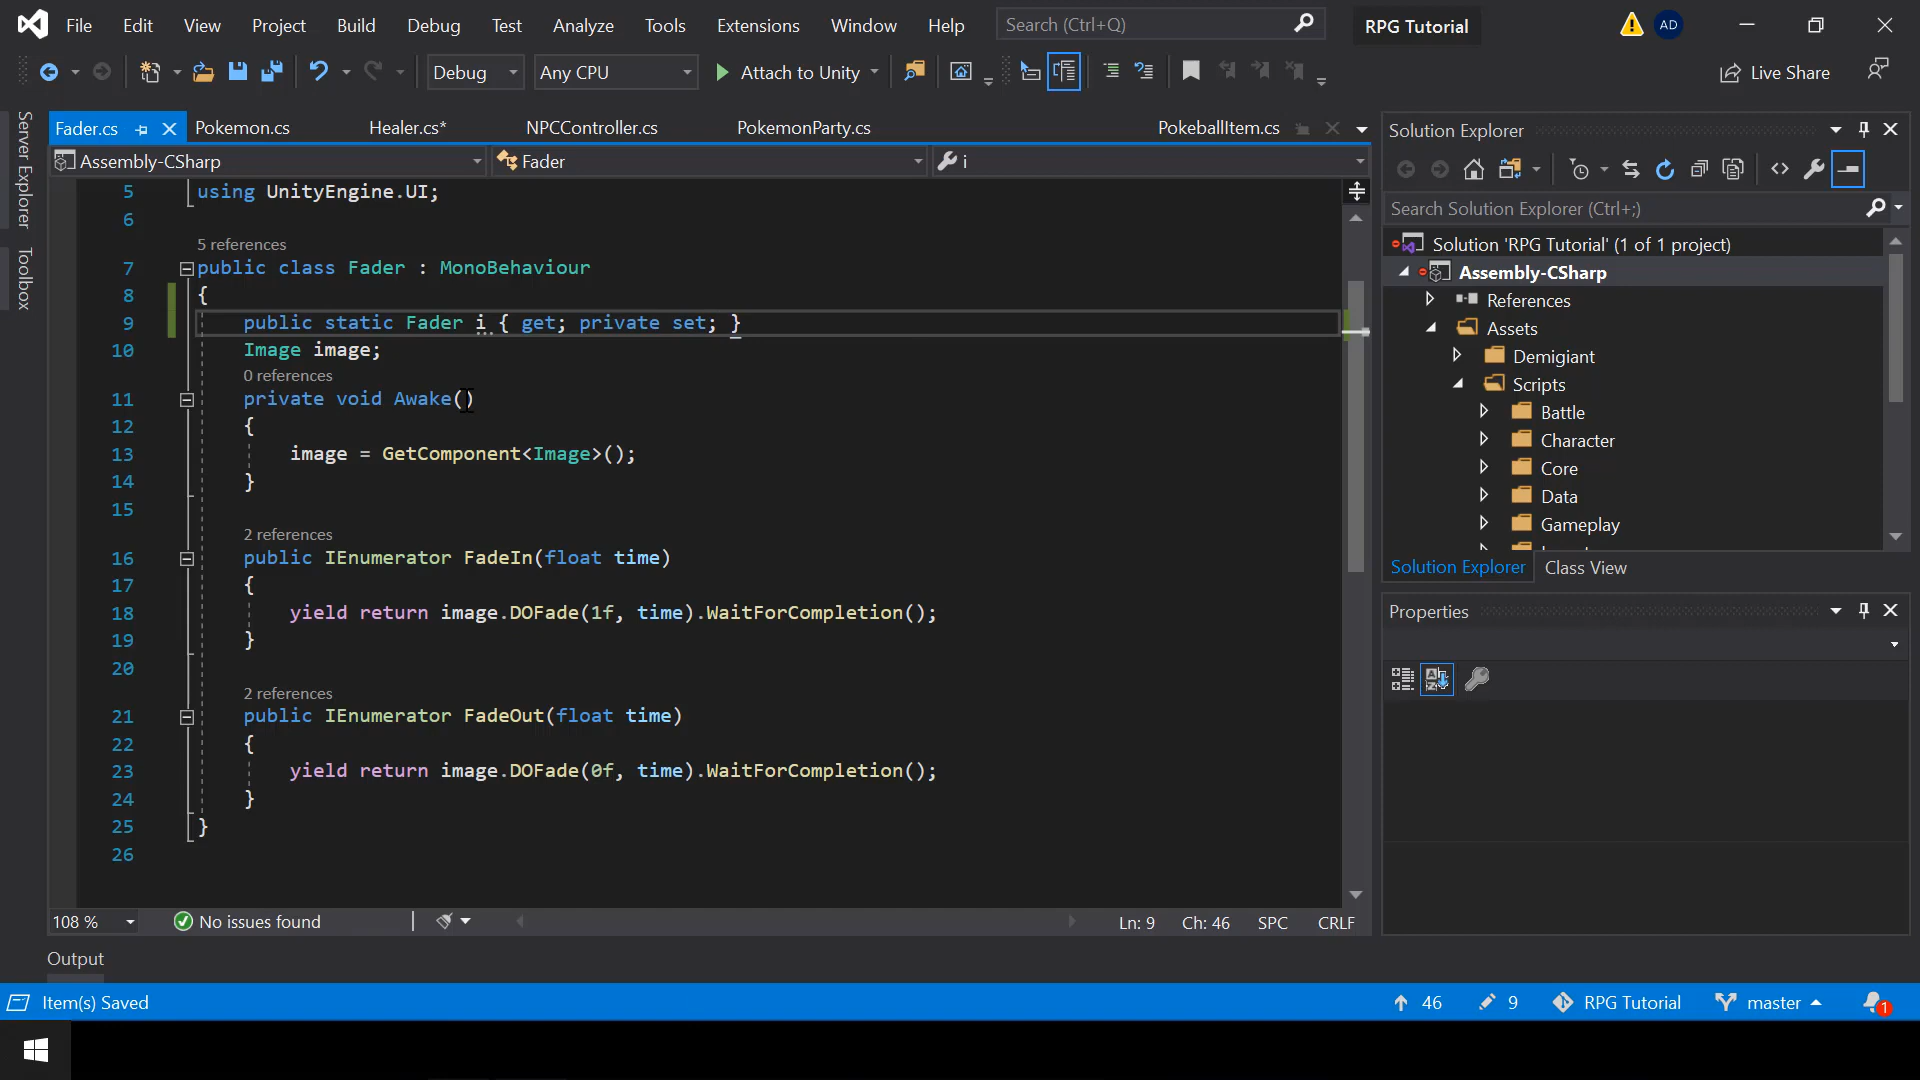 File Edit View Project Build Debug Test Analyze Tools Extensions Window Help Search (Ctrl+Q) RPG Tutorial AD
Debug Any CPU Attach to Unity Live Share
Server Explorer
Toolbox
Fader.cs Pokemon.cs Healer.cs* NPCController.cs PokemonParty.cs PokeballItem.cs
Assembly-CSharp Fader i
5 using UnityEngine.UI;
6
5 references
7 public class Fader : MonoBehaviour
8 {
9 public static Fader i { get; private set; }
10 Image image;
0 references
11 private void Awake()
12 {
13 image = GetComponent<Image>();
14 }
15
2 references
16 public IEnumerator FadeIn(float time)
17 {
18 yield return image.DOFade(1f, time).WaitForCompletion();
19 }
20
2 references
21 public IEnumerator FadeOut(float time)
22 {
23 yield return image.DOFade(0f, time).WaitForCompletion();
24 }
25 }
26
108 % No issues found Ln: 9 Ch: 46 SPC CRLF
Solution Explorer
Search Solution Explorer (Ctrl+;)
Solution 'RPG Tutorial' (1 of 1 project)
Assembly-CSharp
References
Assets
Demigiant
Scripts
Battle
Character
Core
Data
Gameplay
Solution Explorer Class View
Properties
Output
Item(s) Saved 46 9 RPG Tutorial master 1